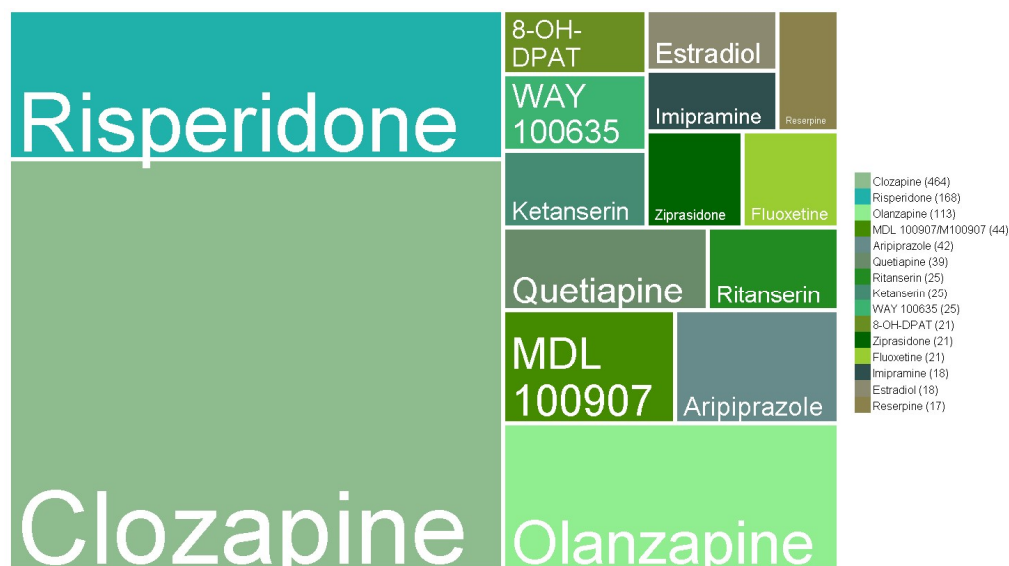 Risperidone
Clozapine
8-OH-
DPAT
WAY
100635
Ketanserin
Estradiol
Imipramine
Reserpine
Ziprasidone
Fluoxetine
Quetiapine
Ritanserin
MDL
100907
Aripiprazole
Olanzapine
Clozapine (464)
Risperidone (168)
Olanzapine (113)
MDL 100907/M100907 (44)
Aripiprazole (42)
Quetiapine (39)
Ritanserin (25)
Ketanserin (25)
WAY 100635 (25)
8-OH-DPAT (21)
Ziprasidone (21)
Fluoxetine (21)
Imipramine (18)
Estradiol (18)
Reserpine (17)